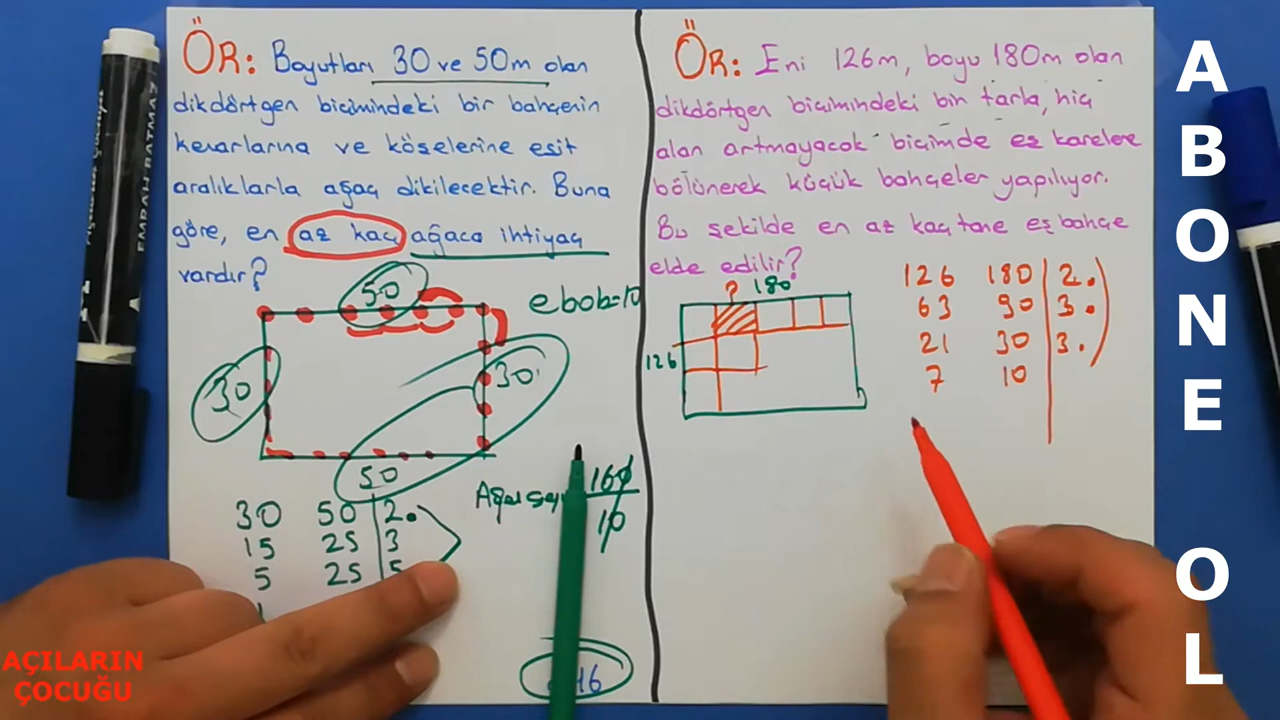 ÖR: Boyutları 30 ve 50m olan
dikdörtgen biçimindeki bir bahçenin
kenarlarına ve köşelerine eşit
aralıklarla ağaç dikilecektir. Buna
göre, en az kaç ağaca ihtiyaç
vardır?
50
ebob=10
30
30
50
30 50 2.
15 25 3
5 25 5
160
10
16
ÖR: Eni 126m, boyu 180m olan
dikdörtgen biçimindeki bir tarla, hiç
alan artmayacak biçimde eş karelere
bölünerek küçük bahçeler yapılıyor.
Bu şekilde en az kaç tane eş bahçe
elde edilir?
? 180
126
126 180 2.
63 90 3.
21 30 3.
7 10
EMRAH BATMAZ
AÇILARIN
ÇOCUĞU
A
B
O
N
E
O
L